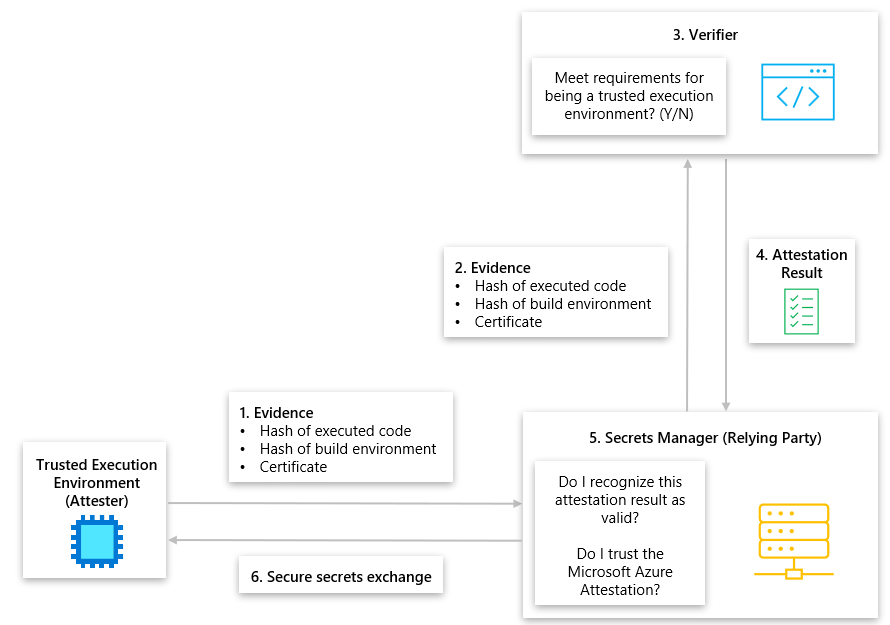 3. Verifier
Meet requirements for
being a trusted execution
environment? (Y/N)
4. Attestation
Result
2. Evidence
• Hash of executed code
• Hash of build environment
• Certificate
1. Evidence
• Hash of executed code
• Hash of build environment
• Certificate
Trusted Execution
Environment
(Attester)
5. Secrets Manager (Relying Party)
Do I recognize this
attestation result as
valid?
Do I trust the
Microsoft Azure
Attestation?
6. Secure secrets exchange